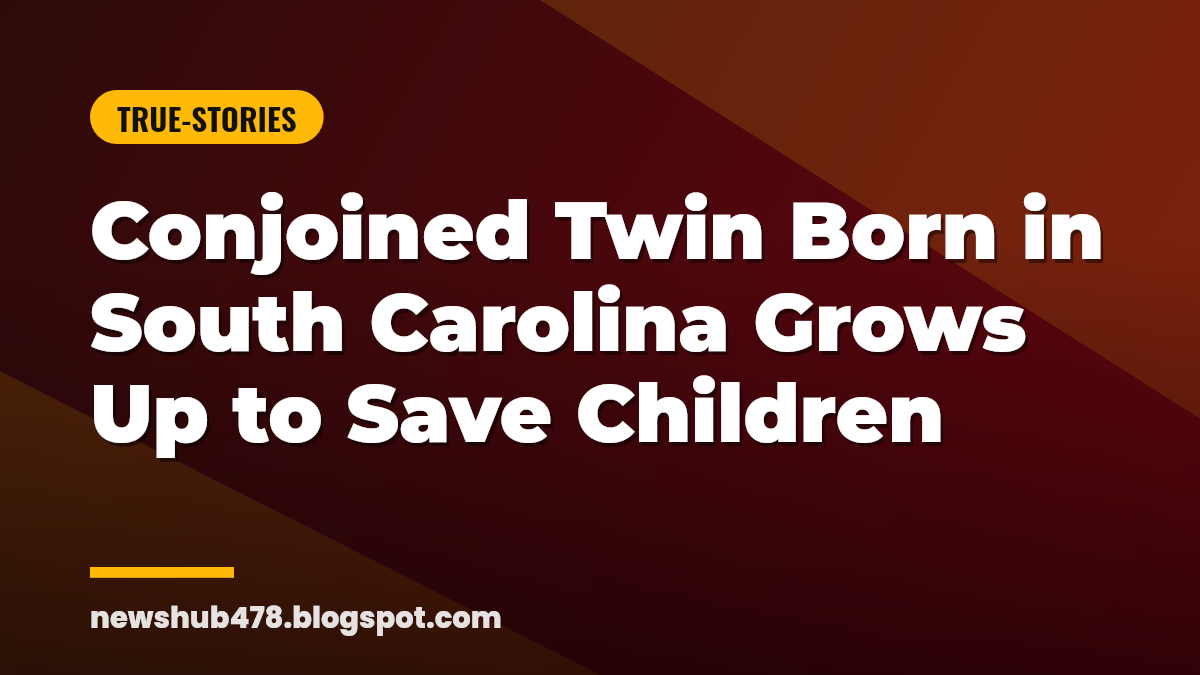 TRUE-STORIES
Conjoined Twin Born in
South Carolina Grows
Up to Save Children
newshub478.blogspot.com